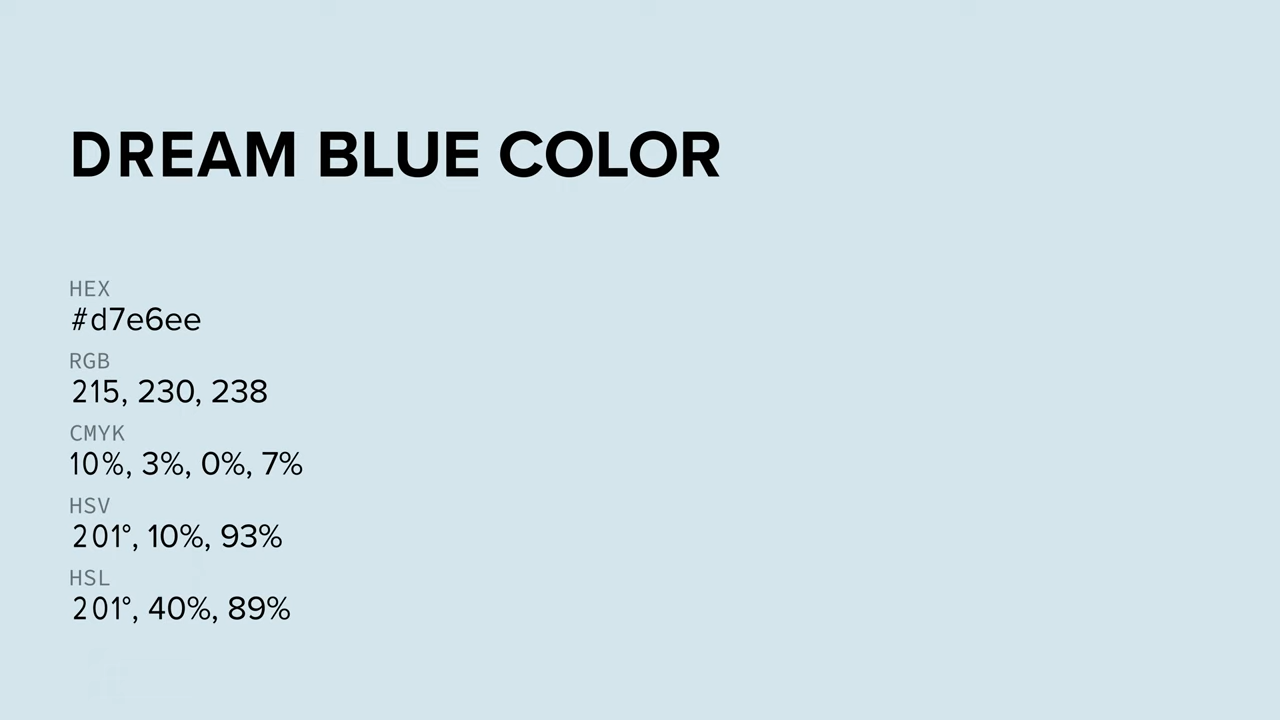 DREAM BLUE COLOR
HEX
#d7e6ee
RGB
215, 230, 238
CMYK
10%, 3%, 0%, 7%
HSV
201°, 10%, 93%
HSL
201°, 40%, 89%